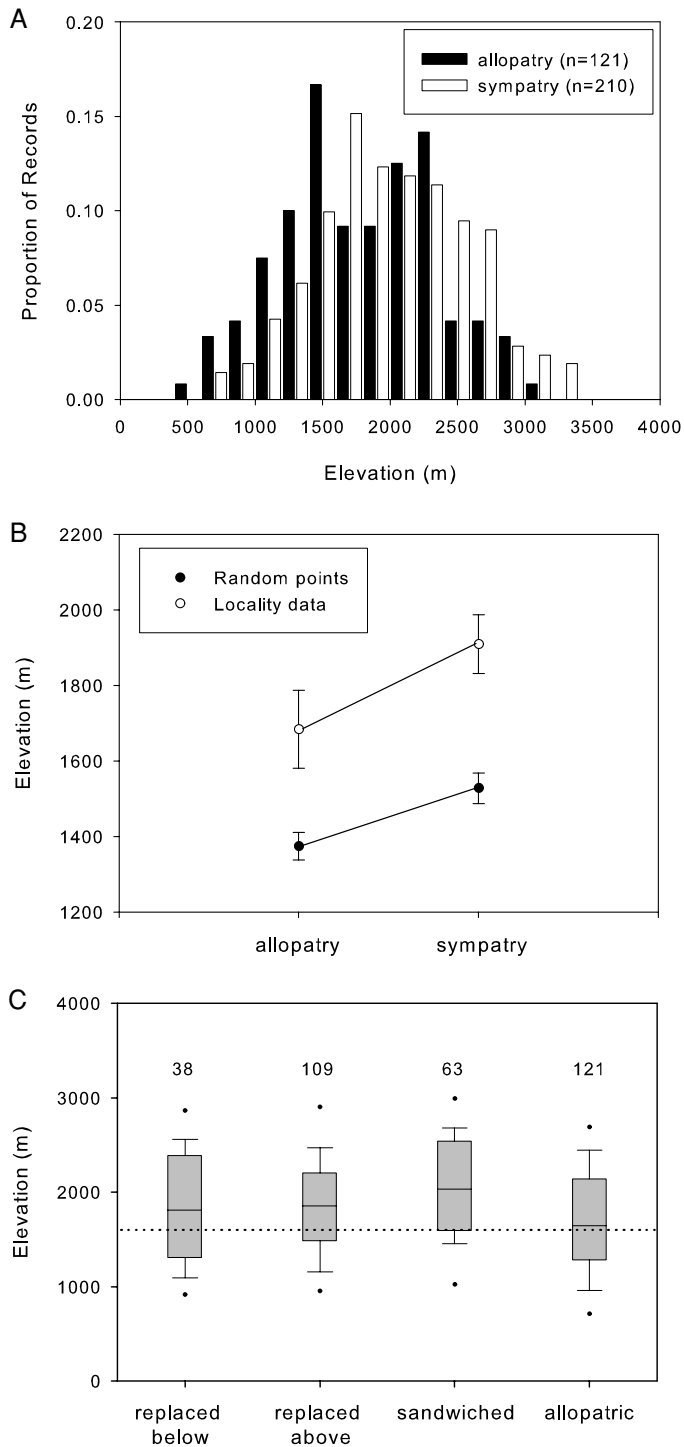 A
0.20
0.15
0.10
0.05
0.00
Proportion of Records
allopatry (n=121)
sympatry (n=210)
0 500 1000 1500 2000 2500 3000 3500 4000
Elevation (m)
B
2200
2000
1800
1600
1400
1200
Elevation (m)
Random points
Locality data
allopatry sympatry
C
4000
3000
2000
1000
0
Elevation (m)
38 109 63 121
replaced below
replaced above
sandwiched
allopatric